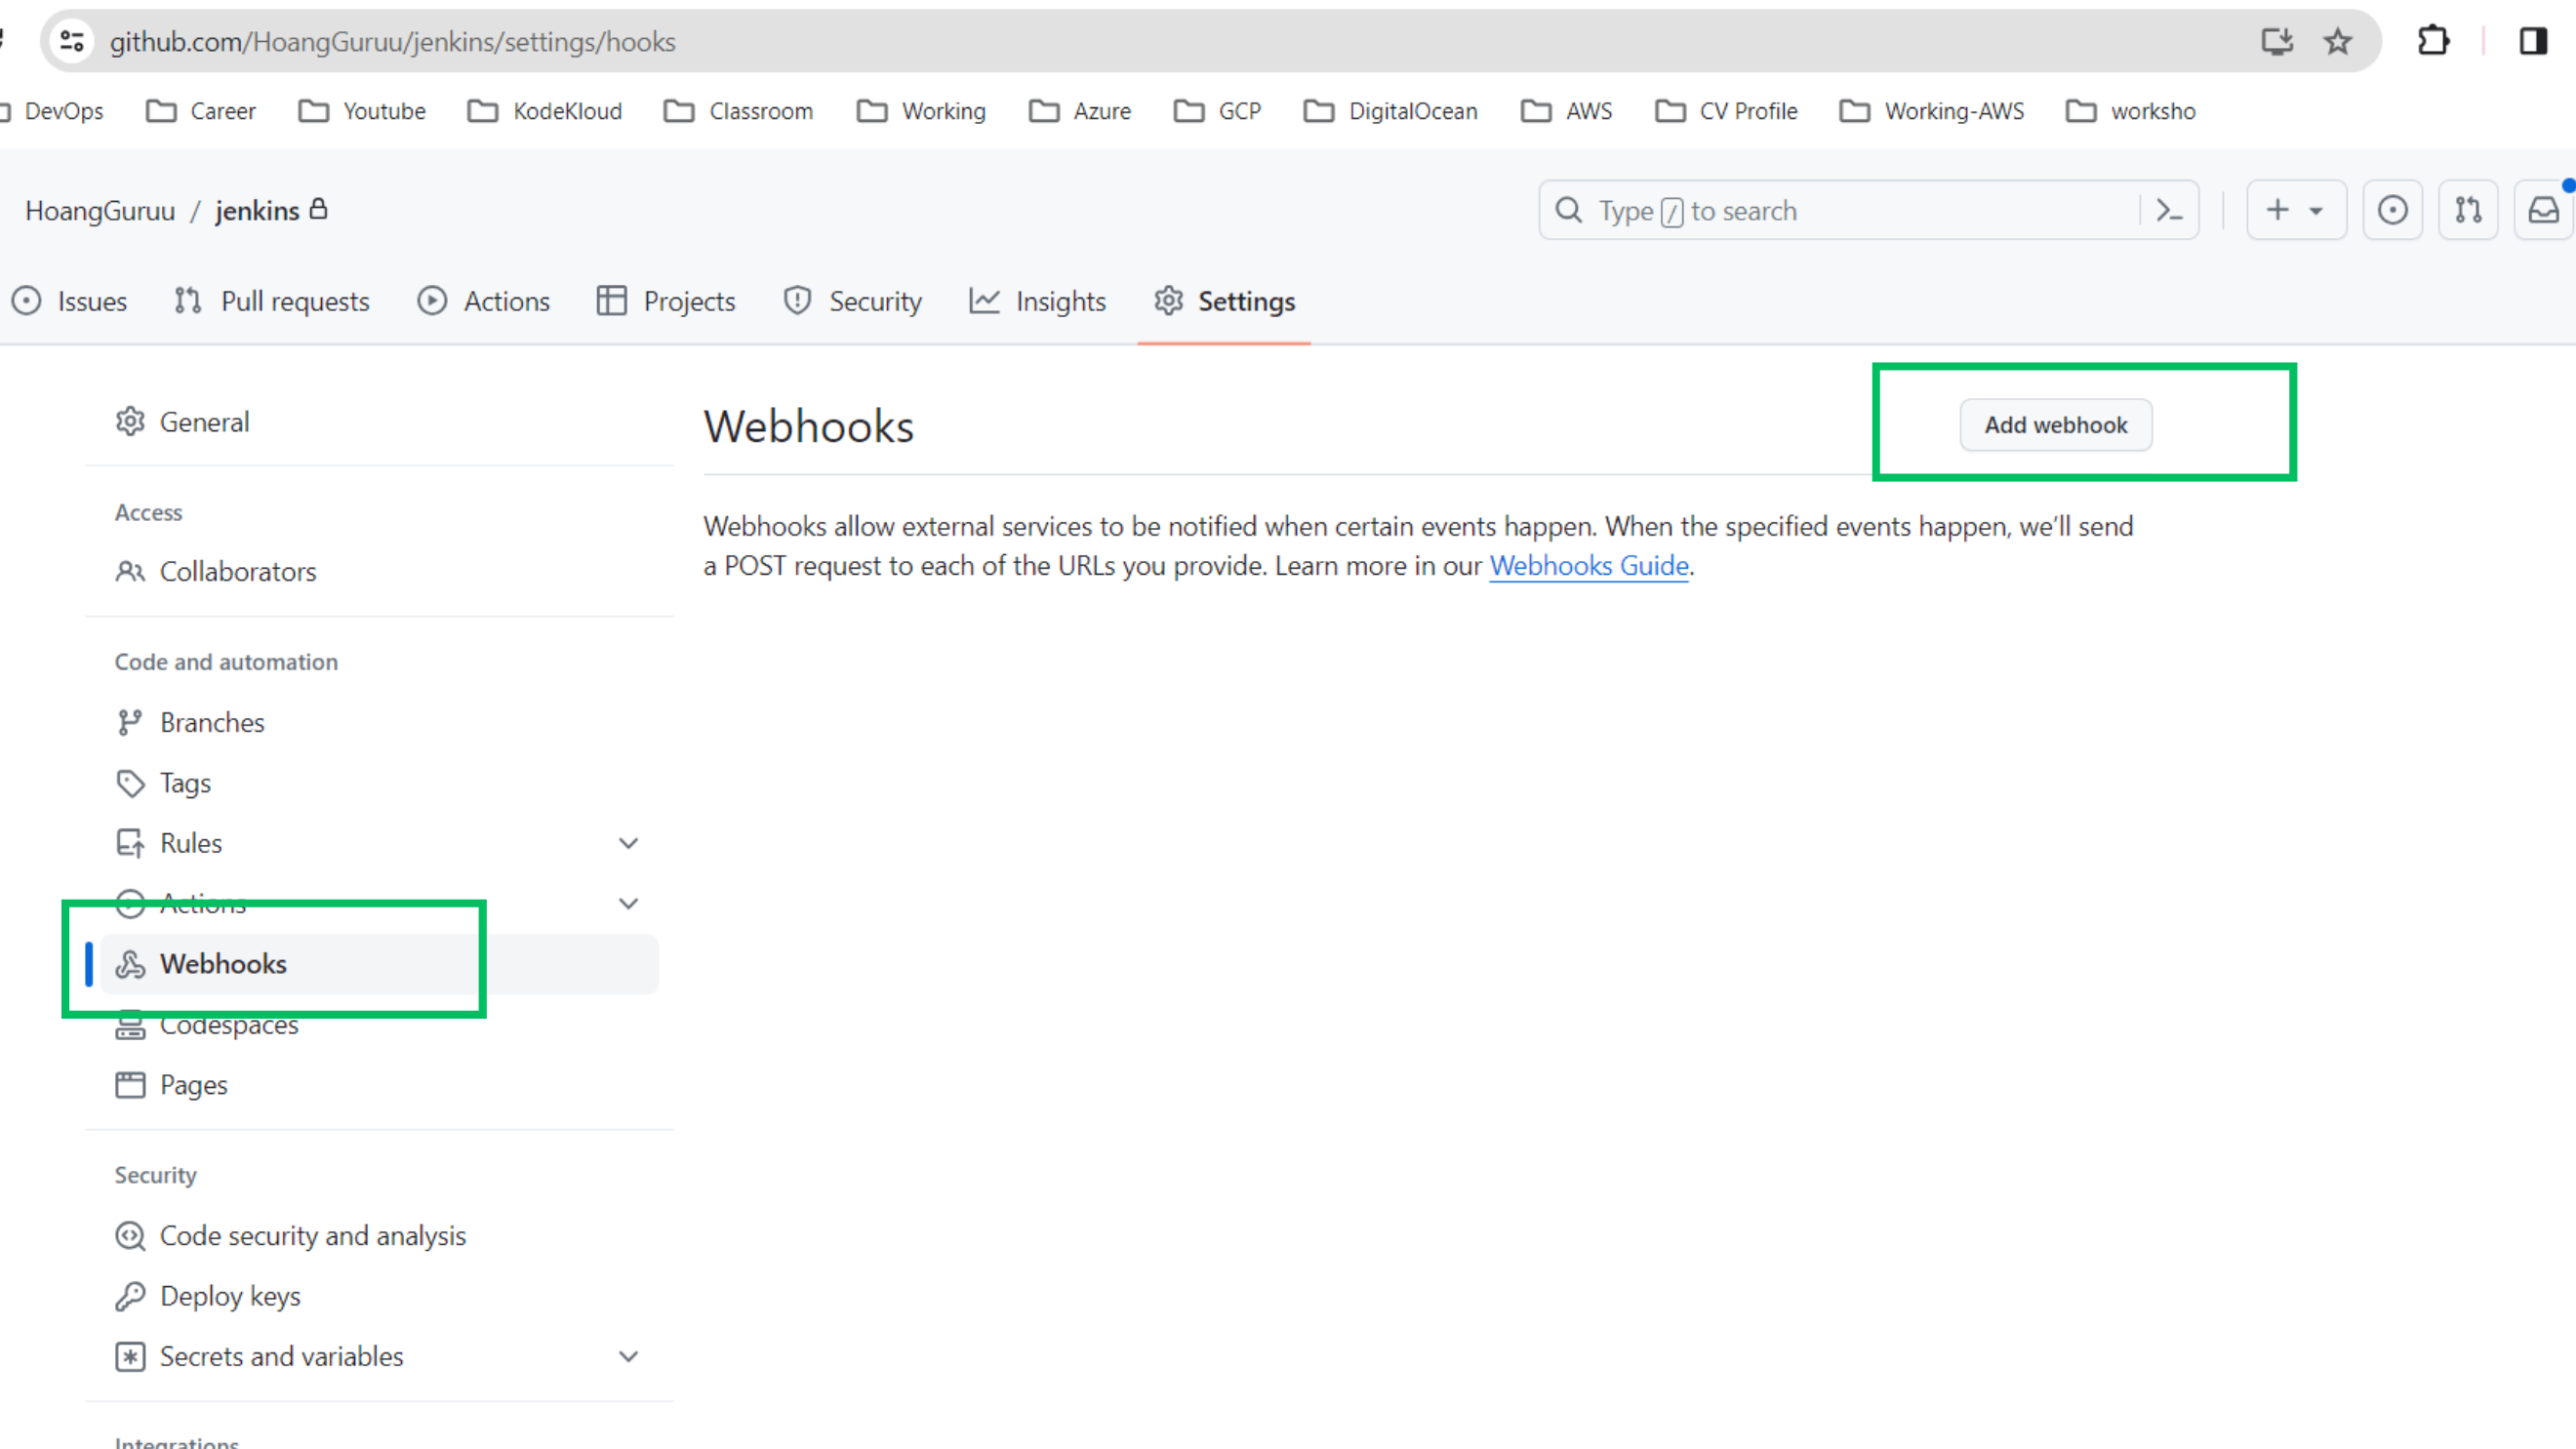 github.com/HoangGuruu/jenkins/settings/hooks
DevOps Career Youtube KodeKloud Classroom Working Azure GCP DigitalOcean AWS CV Profile Working-AWS worksho
HoangGuruu / jenkins
Type / to search
Issues Pull requests Actions Projects Security Insights Settings
General
Webhooks
Add webhook
Webhooks allow external services to be notified when certain events happen. When the specified events happen, we’ll send
a POST request to each of the URLs you provide. Learn more in our Webhooks Guide.
Access
Collaborators
Code and automation
Branches
Tags
Rules
Actions
Webhooks
Codespaces
Pages
Security
Code security and analysis
Deploy keys
Secrets and variables
Integrations